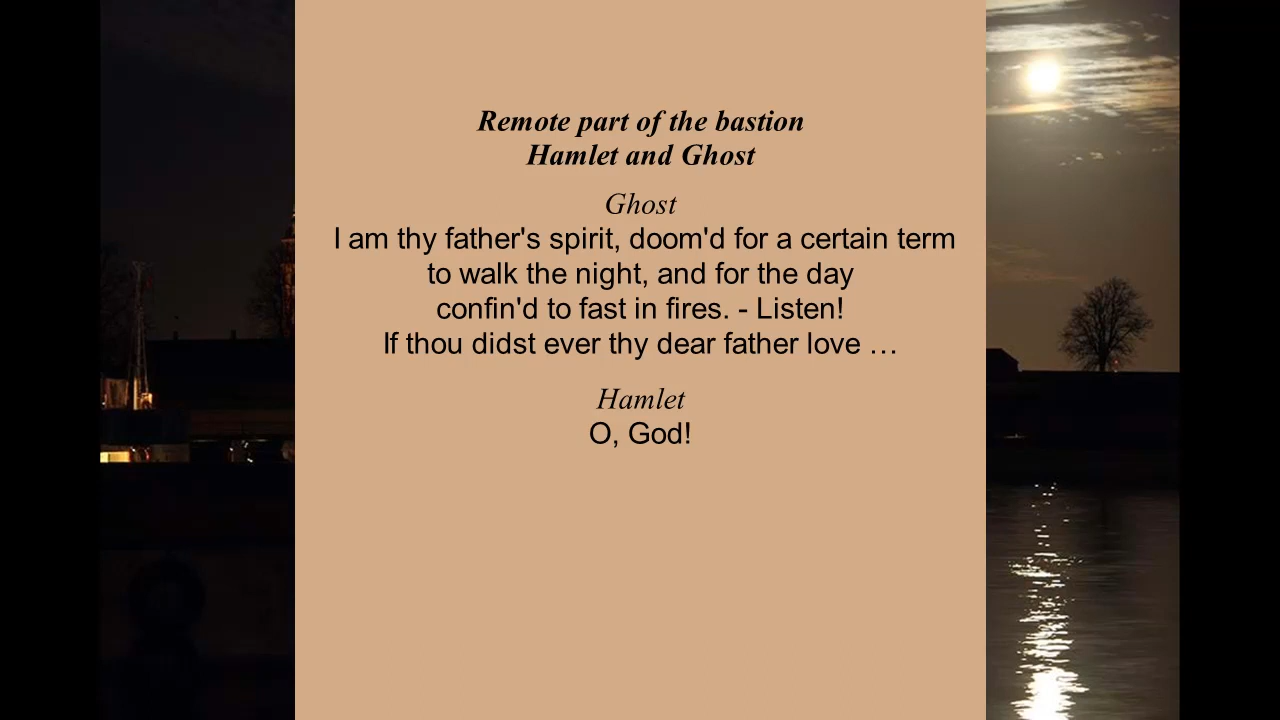 Remote part of the bastion
Hamlet and Ghost
Ghost
I am thy father's spirit, doom'd for a certain term
to walk the night, and for the day
confin'd to fast in fires. - Listen!
If thou didst ever thy dear father love …
Hamlet
O, God!